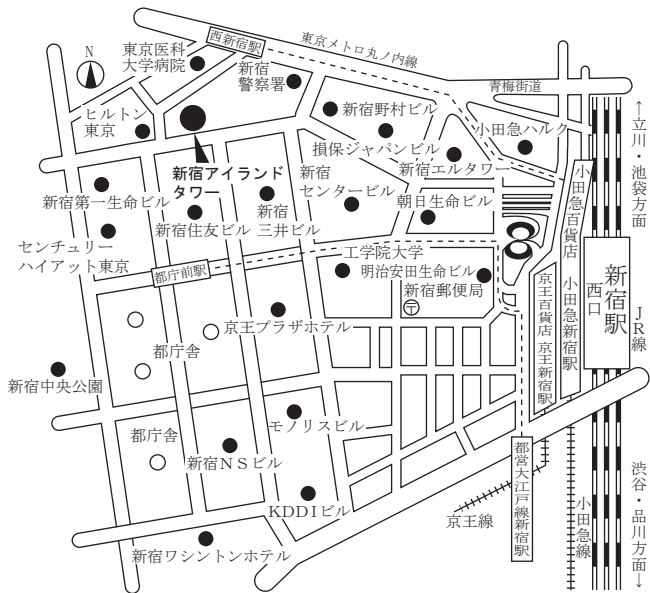 N
東京医科
大学病院
西新宿駅
東京メトロ丸ノ内線
新宿
警察署
青梅街道
ヒルトン
東京
新宿野村ビル
小田急ハルク
損保ジャパンビル
新宿アイランド
タワー
新宿
センタービル
新宿エルタワー
新宿第一生命ビル
新宿住友ビル
新宿
三井ビル
朝日生命ビル
センチュリー
ハイアット東京
都庁前駅
工学院大学
明治安田生命ビル
新宿郵便局
〒
京王プラザホテル
都庁舎
新宿中央公園
都庁舎
モノリスビル
新宿NSビル
KDDIビル
新宿ワシントンホテル
京王線
都営大江戸線新宿駅
小田急線
京王百貨店
京王新宿駅
小田急百貨店
小田急新宿駅
新宿駅
西口
JR線
←立川・池袋方面
渋谷・品川方面→